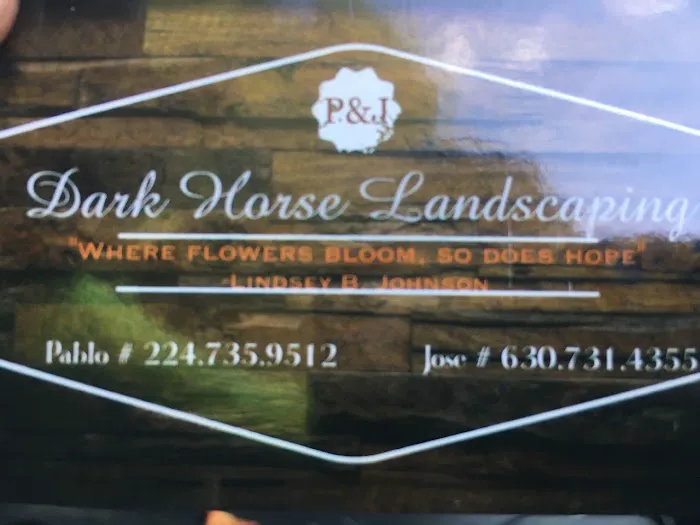 P.&J
Dark Horse Landscaping
"WHERE FLOWERS BLOOM, SO DOES HOPE"
LINDSEY B. JOHNSON
Pablo # 224.735.9512
Jose # 630.731.4355